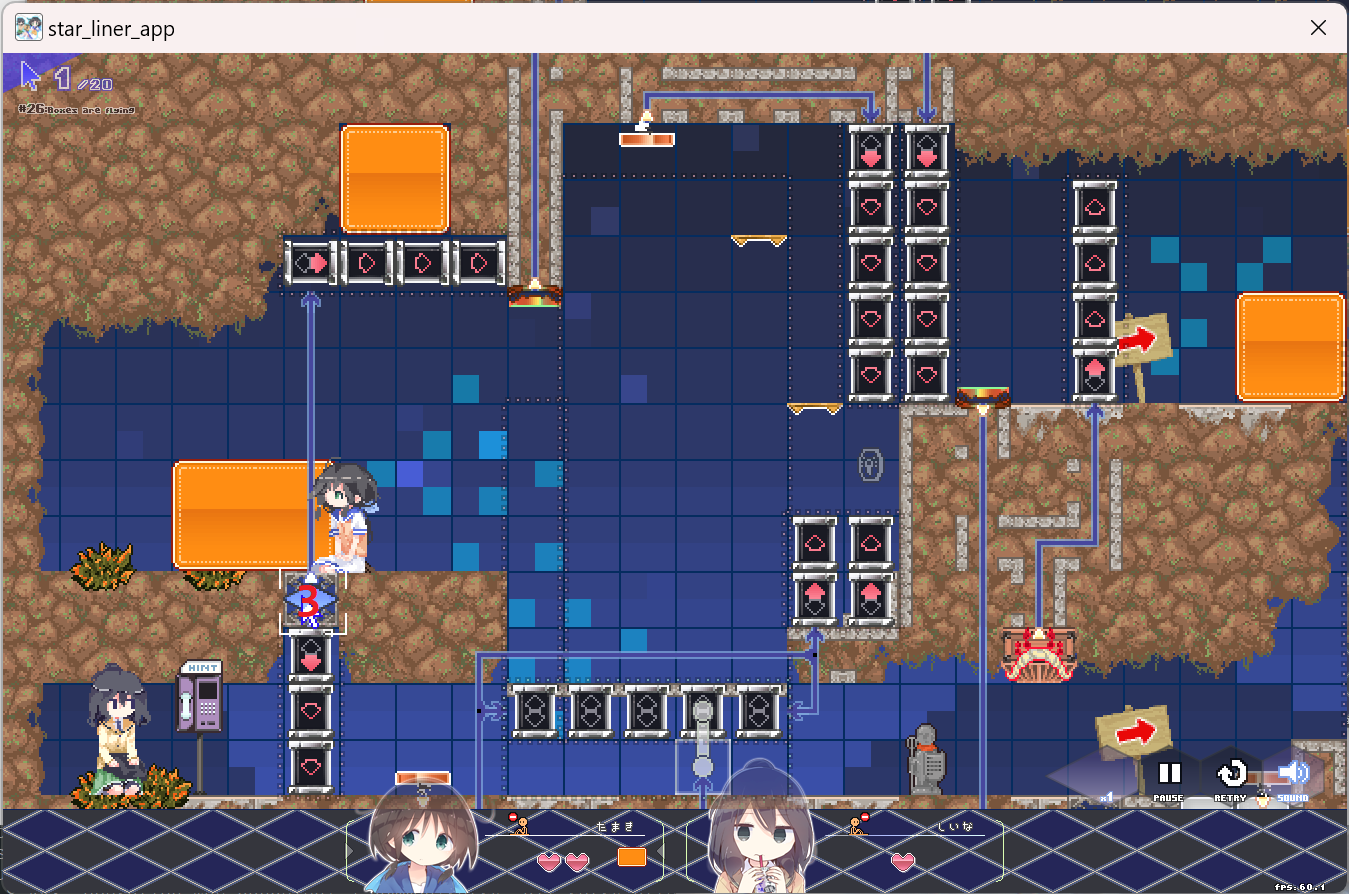 star_liner_app
1/20
#26:Boxes are flying
3
HINT
x1
PAUSE
RETRY
SOUND
たまき
しいな
fps:60.1